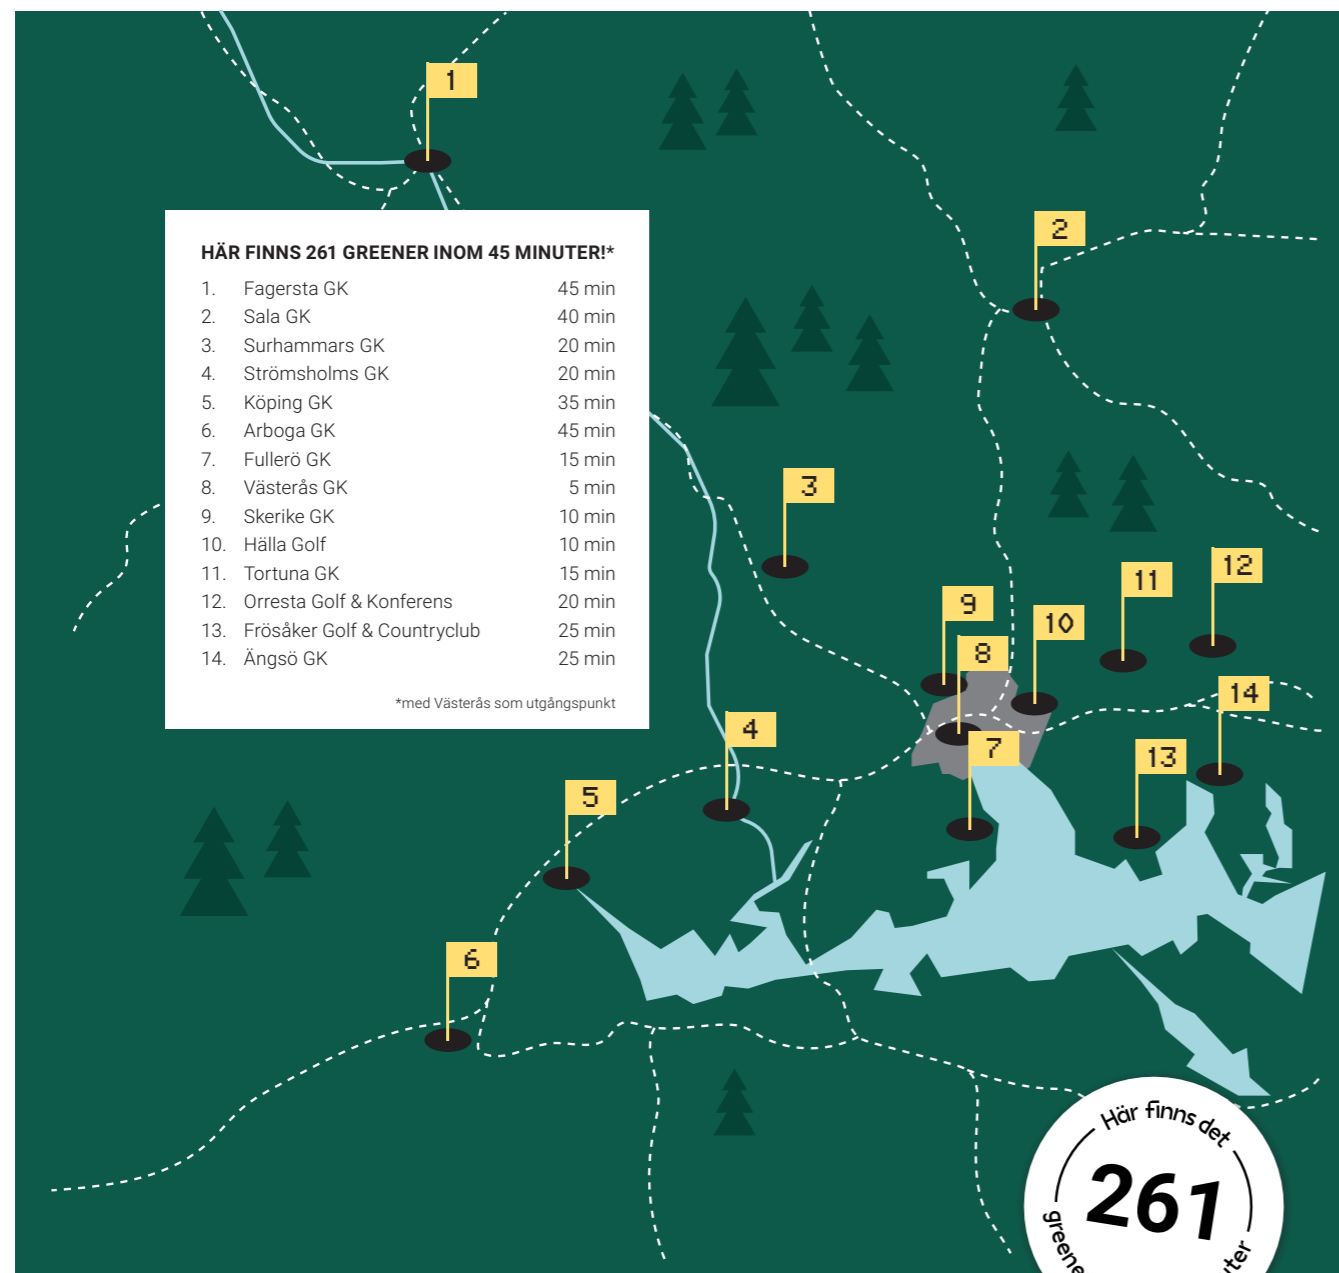 1
2
HÄR FINNS 261 GREENER INOM 45 MINUTER!*
1. Fagersta GK 45 min
2. Sala GK 40 min
3. Surhammars GK 20 min
4. Strömsholms GK 20 min
5. Köping GK 35 min
6. Arboga GK 45 min
7. Fullerö GK 15 min
8. Västerås GK 5 min
9. Skerike GK 10 min
10. Hälla Golf 10 min
11. Tortuna GK 15 min
12. Orresta Golf & Konferens 20 min
13. Frösåker Golf & Countryclub 25 min
14. Ängsö GK 25 min
*med Västerås som utgångspunkt
3
12
11
9
10
8
14
4
7
13
5
6
Här finns det
261